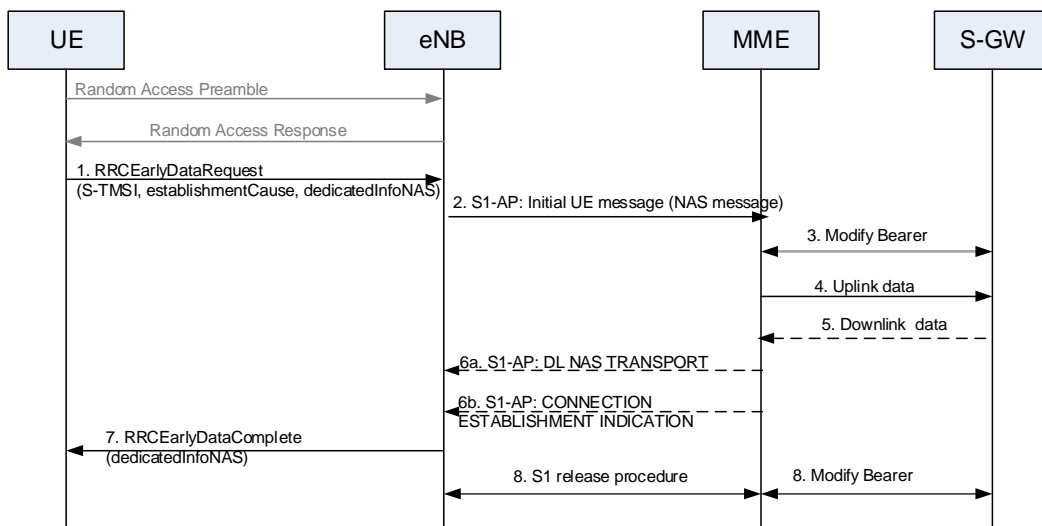 UE
eNB
MME
S-GW
Random Access Preamble
Random Access Response
1. RRCEarlyDataRequest
(S-TMSI, establishmentCause, dedicatedInfoNAS)
2. S1-AP: Initial UE message (NAS message)
3. Modify Bearer
4. Uplink data
5. Downlink data
6a. S1-AP: DL NAS TRANSPORT
6b. S1-AP: CONNECTION
ESTABLISHMENT INDICATION
7. RRCEarlyDataComplete
(dedicatedInfoNAS)
8. S1 release procedure
8. Modify Bearer